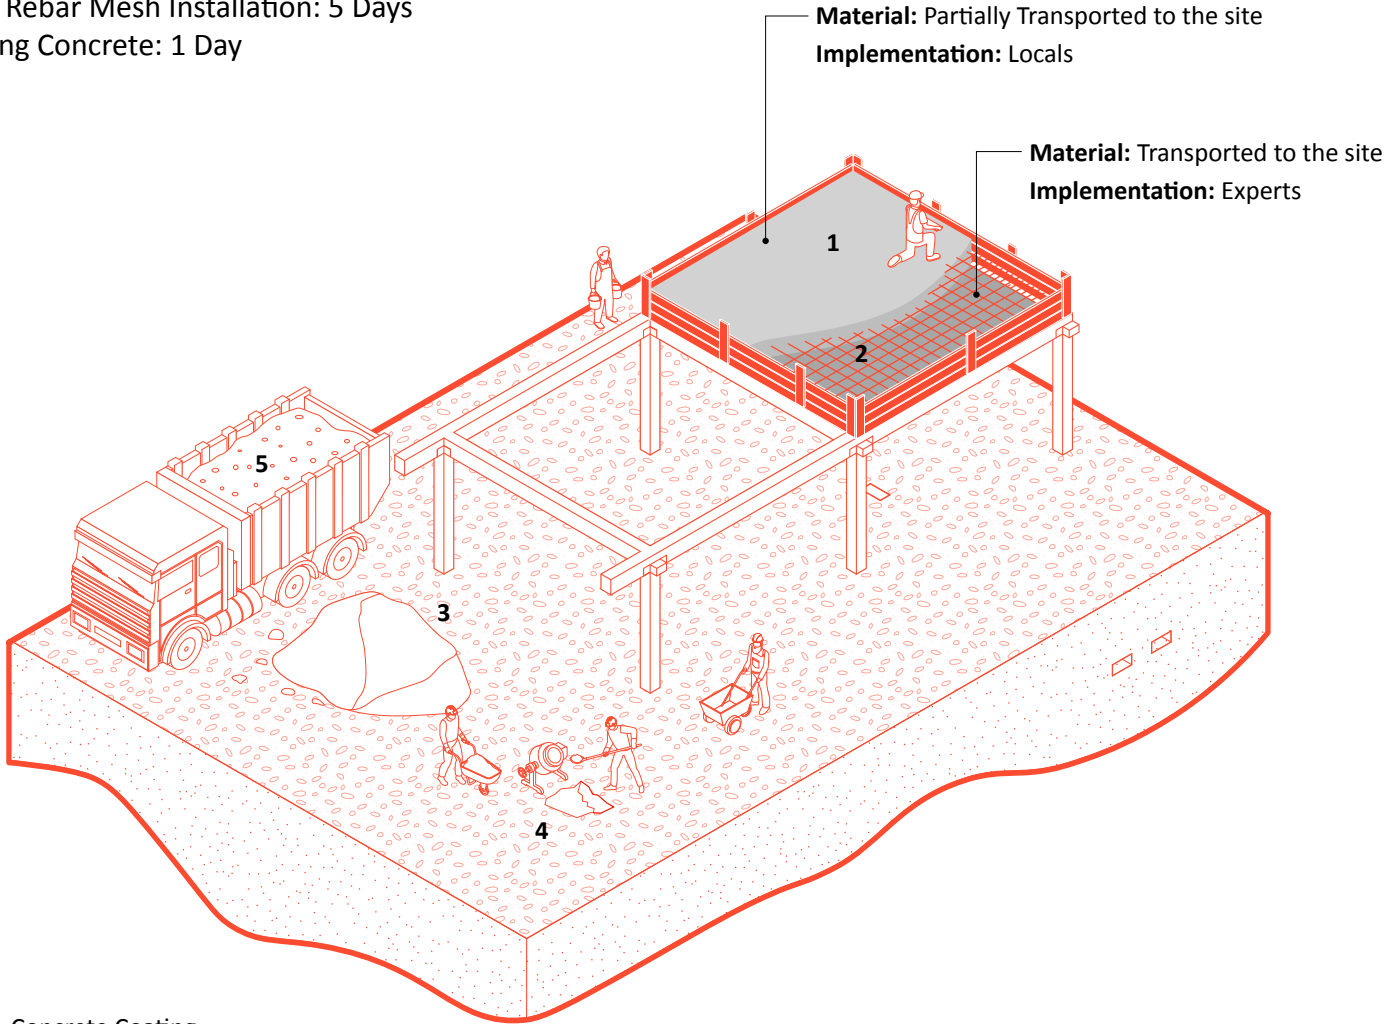 Rebar Mesh Installation: 5 Days
ng Concrete: 1 Day
Material: Partially Transported to the site
Implementation: Locals
Material: Transported to the site
Implementation: Experts
1
2
5
3
4